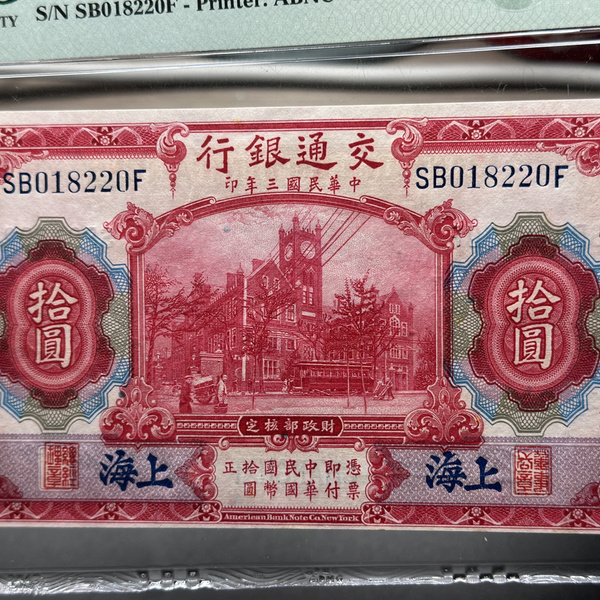 TY S/N SB018220F - Printer: ABNC
交通銀行
中華民國三年印
SB018220F
SB018220F
拾圓
拾圓
財政部核定
上海
上海
憑票
即付
中華
民國
國幣
拾圓
正
American Bank Note Co. New York.